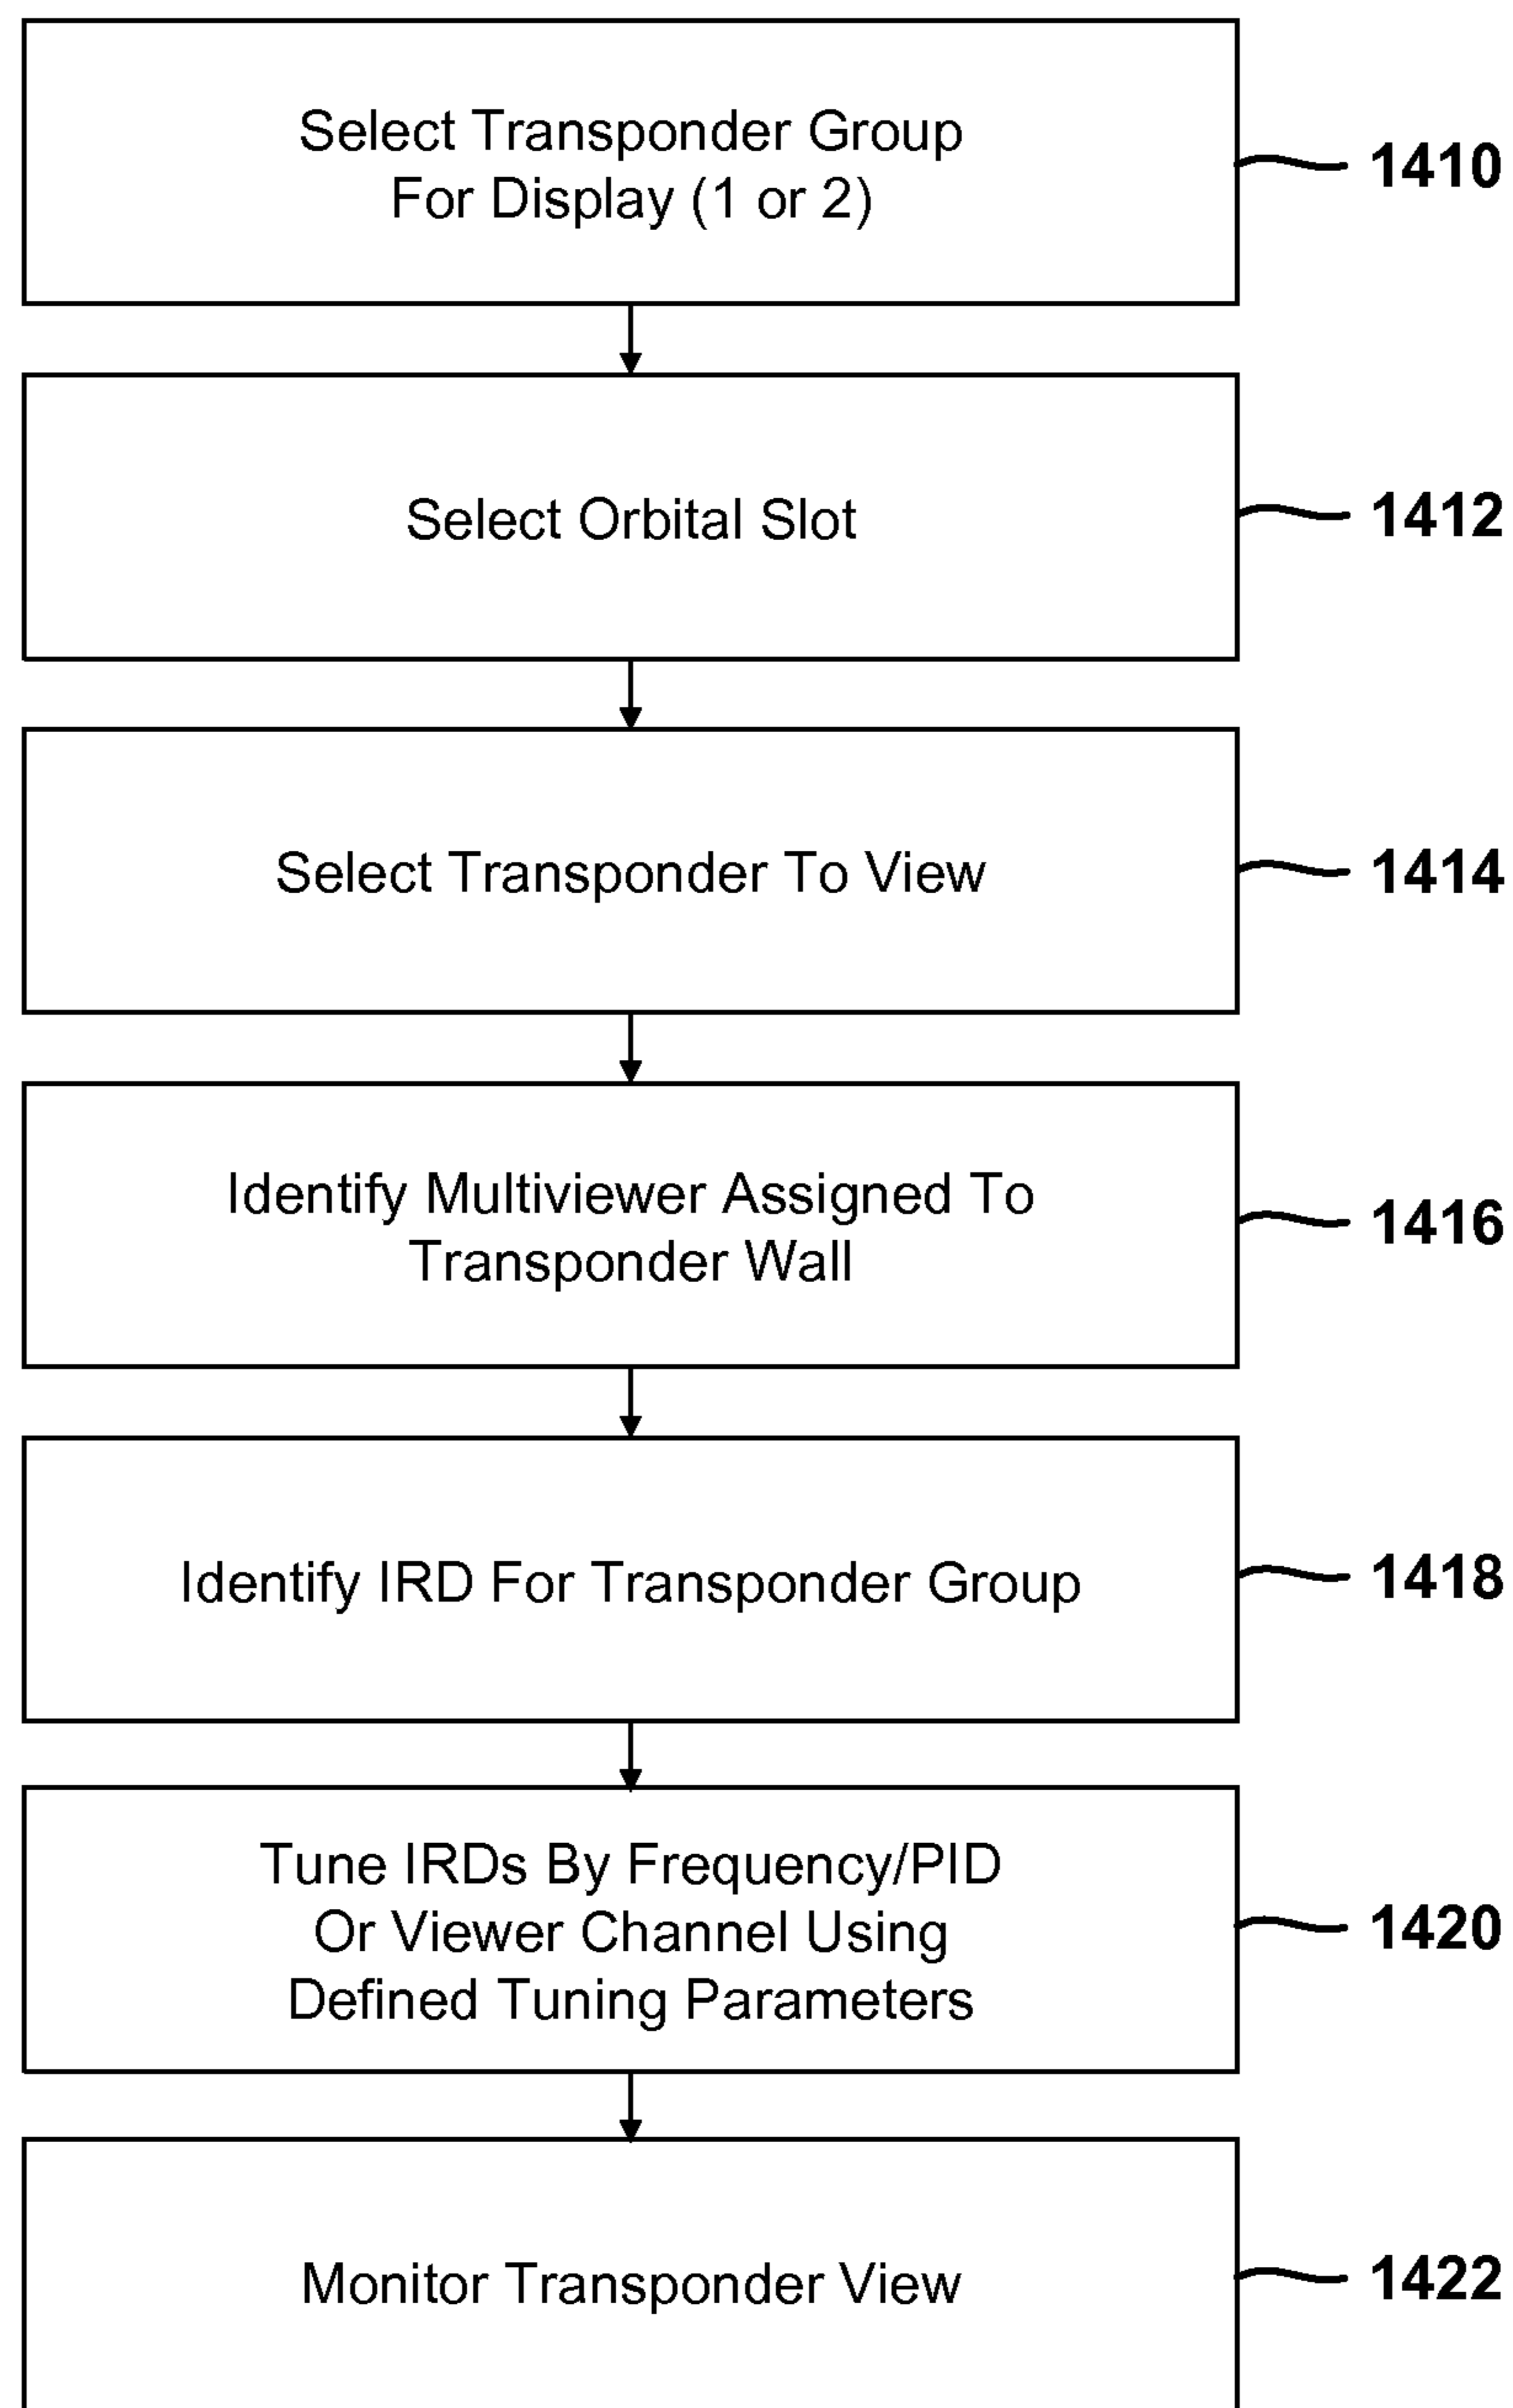 Select Transponder Group
For Display (1 or 2)
1410
Select Orbital Slot
1412
Select Transponder To View
1414
Identify Multiviewer Assigned To
Transponder Wall
1416
Identify IRD For Transponder Group
1418
Tune IRDs By Frequency/PID
Or Viewer Channel Using
Defined Tuning Parameters
1420
Monitor Transponder View
1422